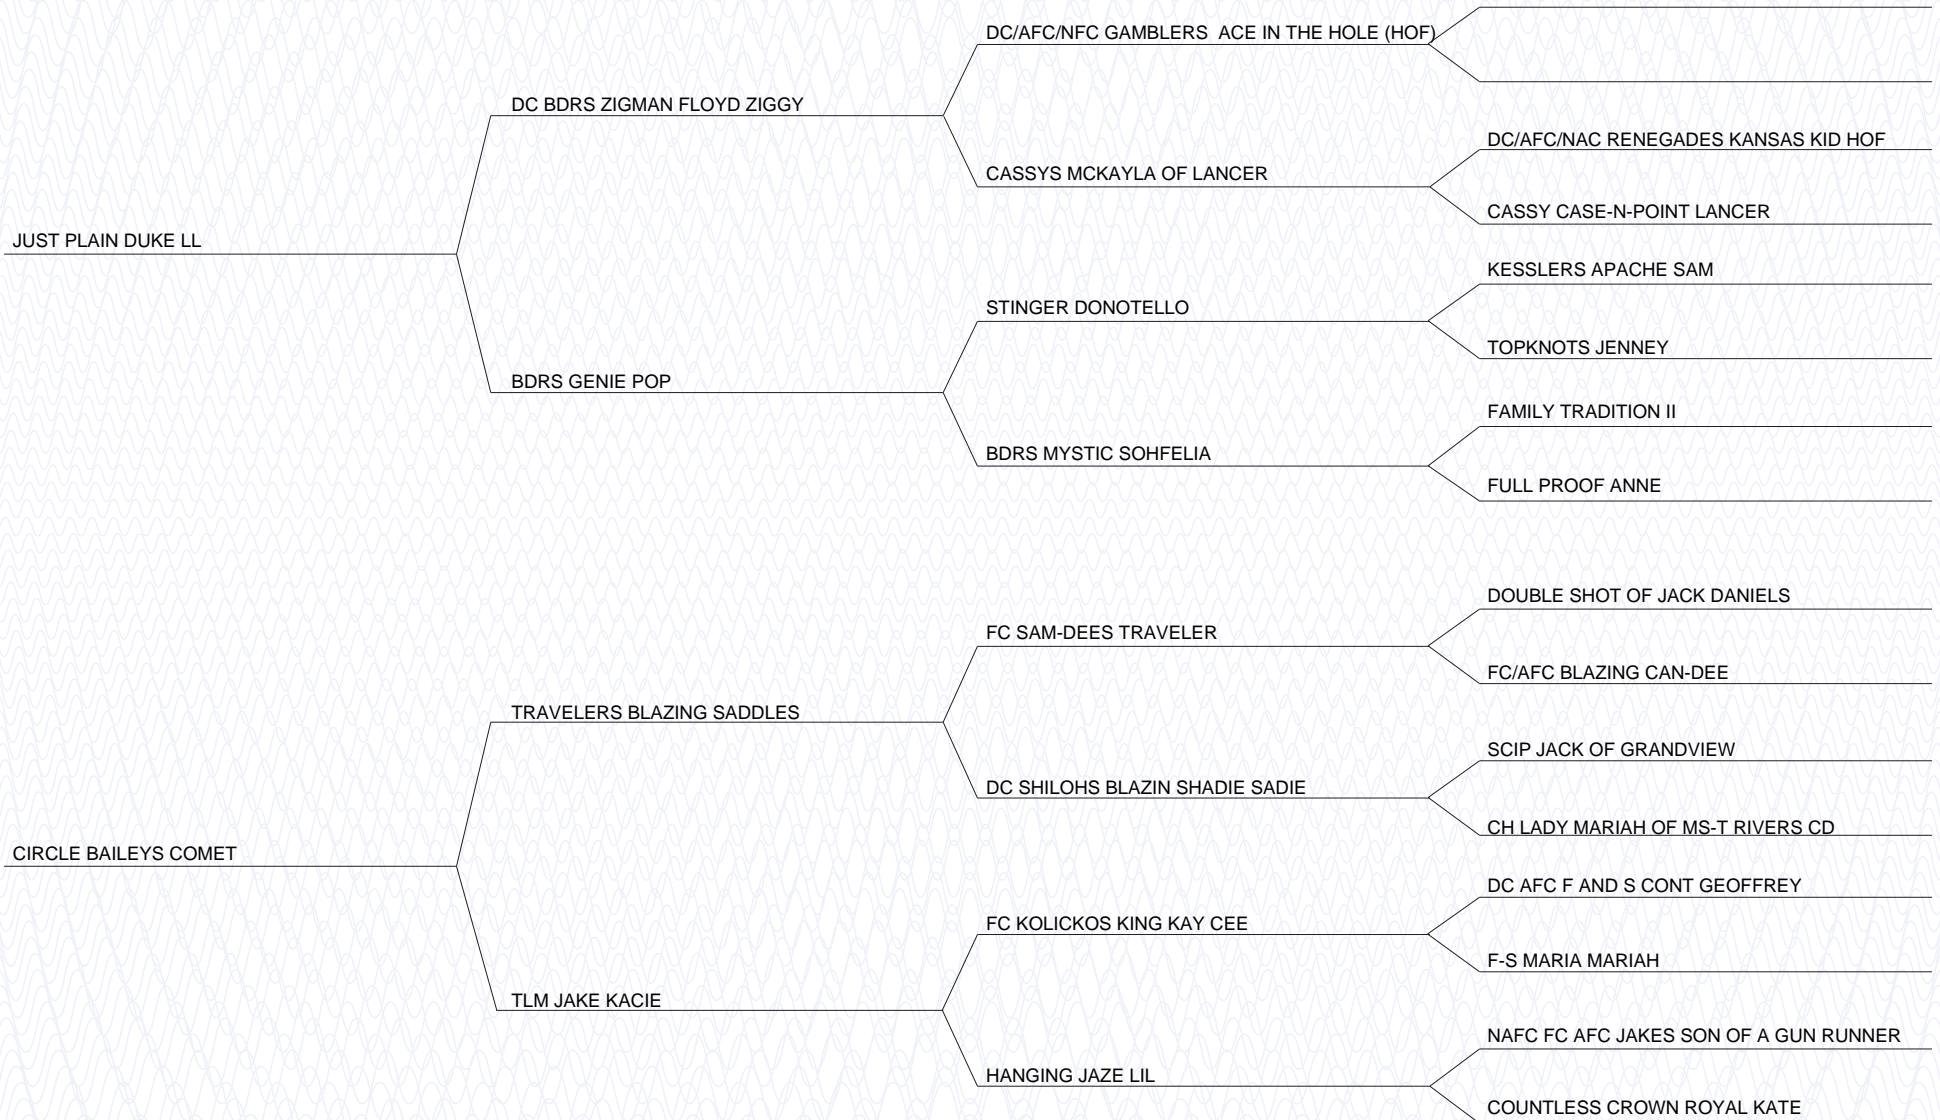 DC/AFC/NFC GAMBLERS  ACE IN THE HOLE (HOF)
DC BDRS ZIGMAN FLOYD ZIGGY
DC/AFC/NAC RENEGADES KANSAS KID HOF
CASSYS MCKAYLA OF LANCER
CASSY CASE-N-POINT LANCER
JUST PLAIN DUKE LL
KESSLERS APACHE SAM
STINGER DONOTELLO
TOPKNOTS JENNEY
BDRS GENIE POP
FAMILY TRADITION II
BDRS MYSTIC SOHFELIA
FULL PROOF ANNE
DOUBLE SHOT OF JACK DANIELS
FC SAM-DEES TRAVELER
FC/AFC BLAZING CAN-DEE
TRAVELERS BLAZING SADDLES
SCIP JACK OF GRANDVIEW
DC SHILOHS BLAZIN SHADIE SADIE
CH LADY MARIAH OF MS-T RIVERS CD
CIRCLE BAILEYS COMET
DC AFC F AND S CONT GEOFFREY
FC KOLICKOS KING KAY CEE
F-S MARIA MARIAH
TLM JAKE KACIE
NAFC FC AFC JAKES SON OF A GUN RUNNER
HANGING JAZE LIL
COUNTLESS CROWN ROYAL KATE